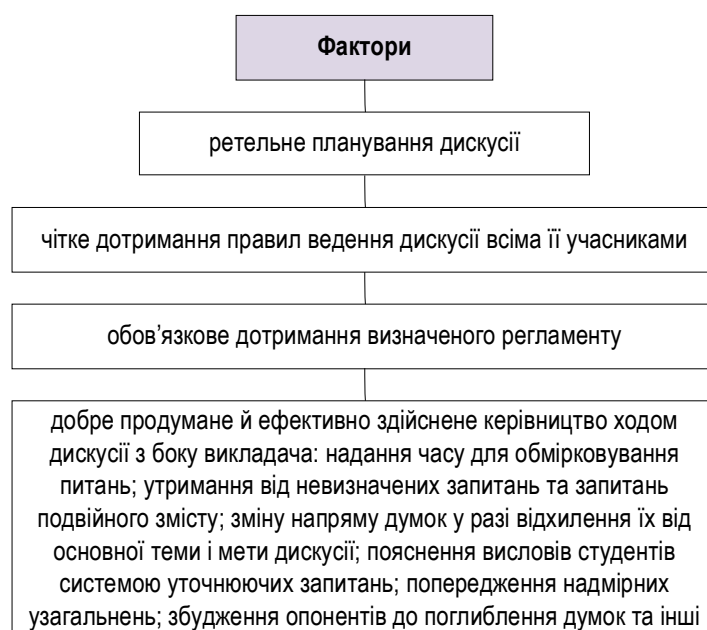 Фактори
ретельне планування дискусії
чітке дотримання правил ведення дискусії всіма її учасниками
обов’язкове дотримання визначеного регламенту
добре продумане й ефективно здійснене керівництво ходом
дискусії з боку викладача: надання часу для обмірковування
питань; утримання від невизначених запитань та запитань
подвійного змісту; зміну напряму думок у разі відхилення їх від
основної теми і мети дискусії; пояснення висловів студентів
системою уточнюючих запитань; попередження надмірних
узагальнень; збудження опонентів до поглиблення думок та інші